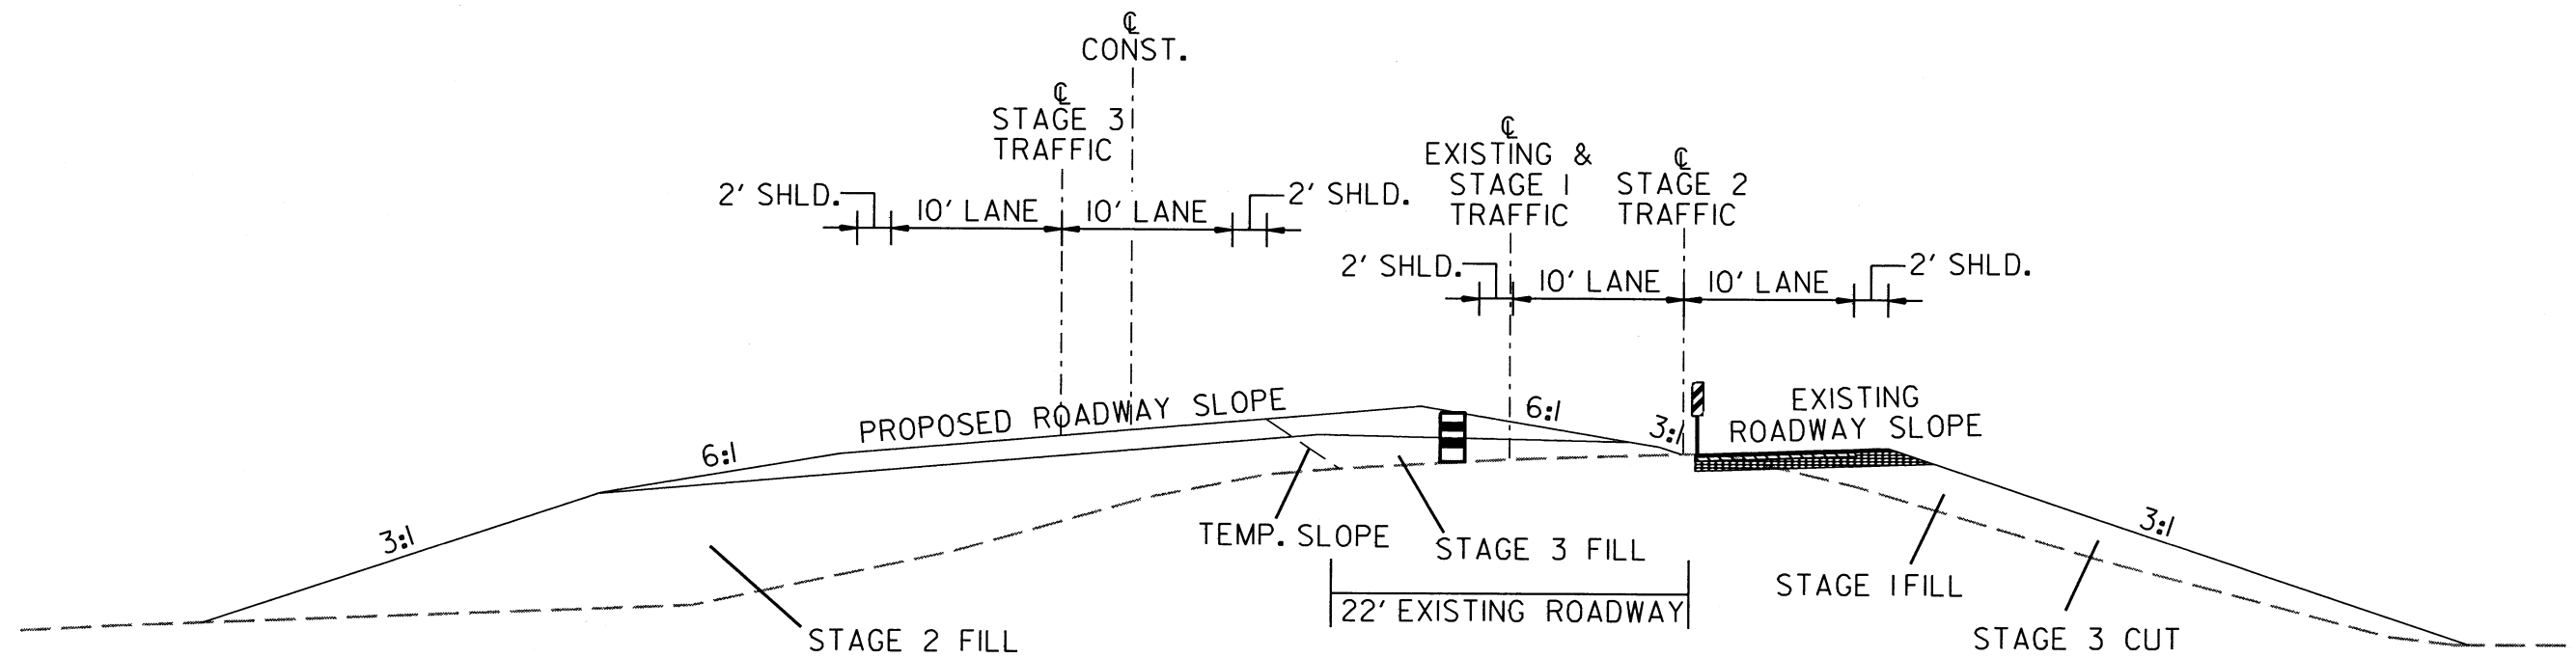 ℄
CONST.
℄
STAGE 3
TRAFFIC
℄
EXISTING &
STAGE 1
TRAFFIC
℄
STAGE 2
TRAFFIC
2' SHLD.
10' LANE
10' LANE
2' SHLD.
2' SHLD.
10' LANE
10' LANE
2' SHLD.
PROPOSED ROADWAY SLOPE
6:1
3:1
EXISTING
ROADWAY SLOPE
6:1
3:1
3:1
TEMP. SLOPE
STAGE 3 FILL
STAGE 1 FILL
22' EXISTING ROADWAY
STAGE 2 FILL
STAGE 3 CUT